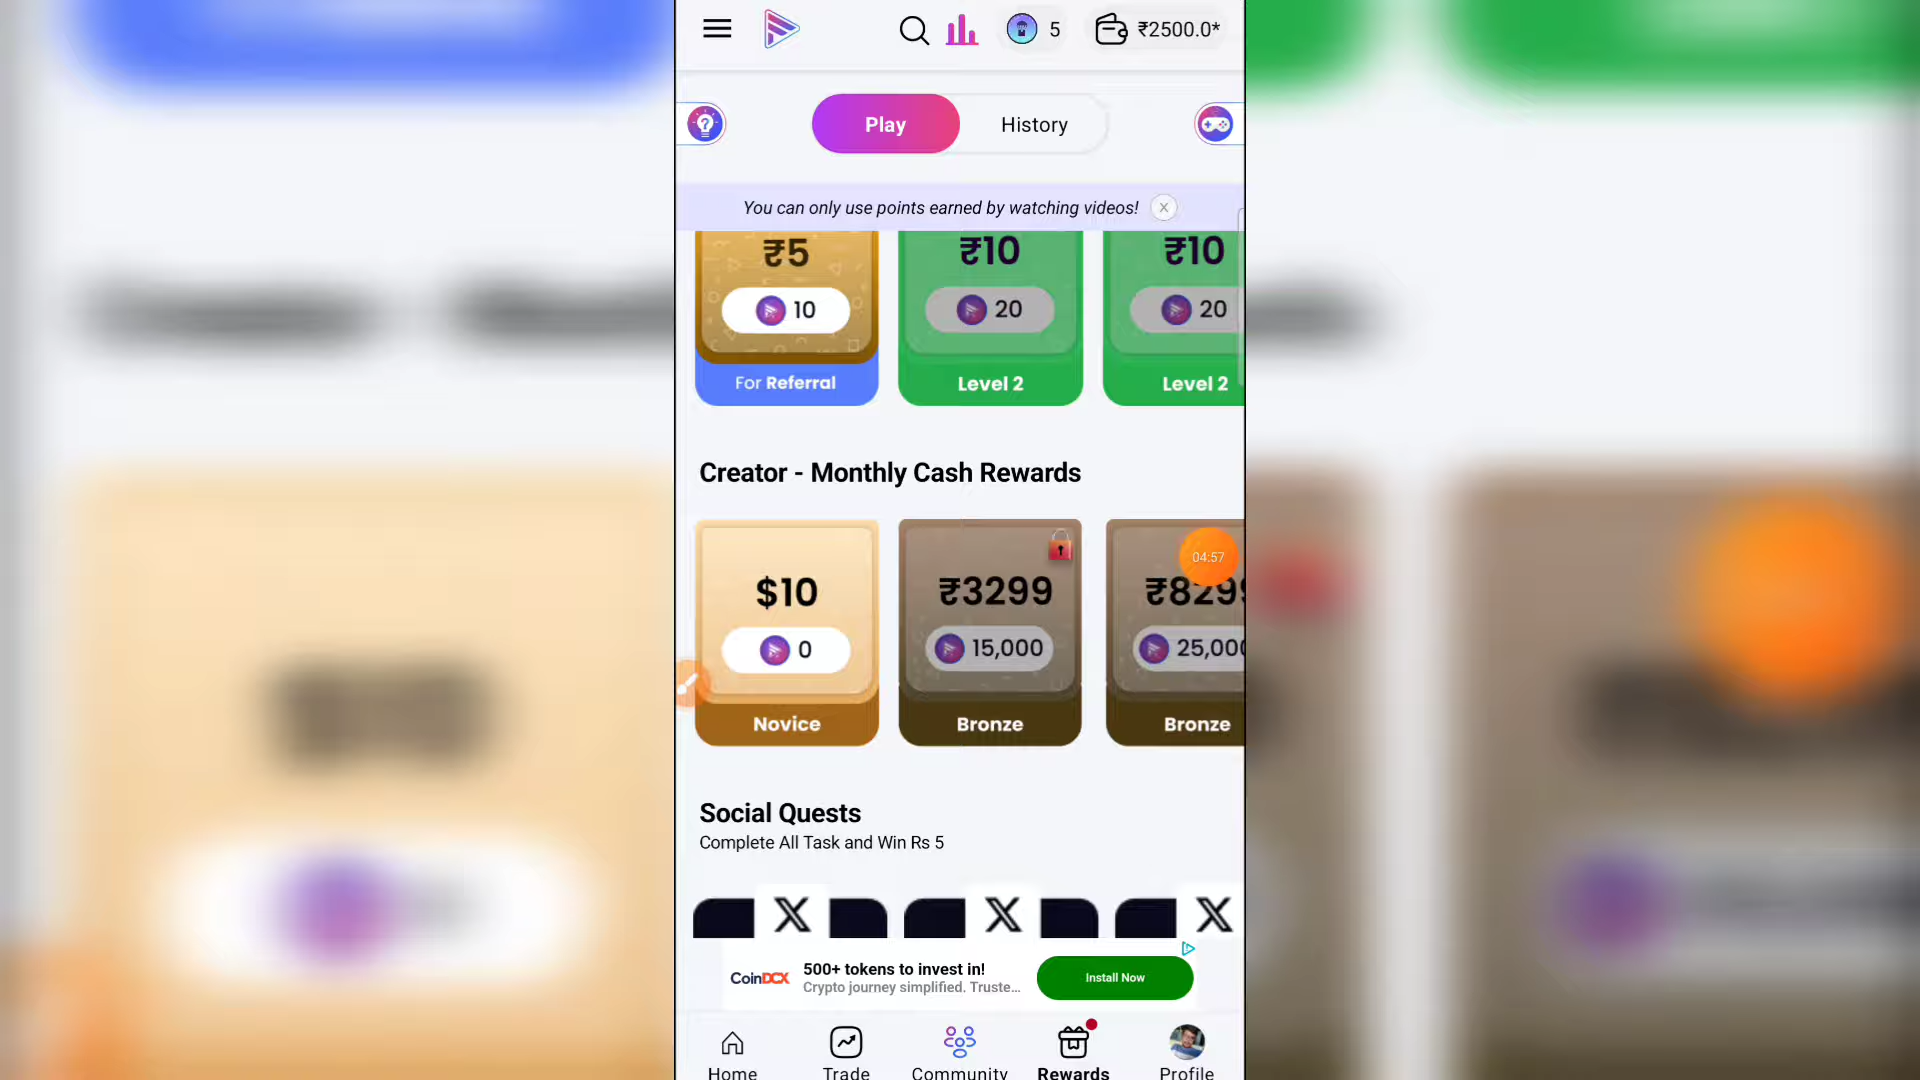 5
₹2500.0*
Play
History
You can only use points earned by watching videos!
₹5
₹10
₹10
10
20
20
For Referral
Level 2
Level 2
Creator - Monthly Cash Rewards
$10
₹3299
₹8299
04:57
0
15,000
25,000
Novice
Bronze
Bronze
Social Quests
Complete All Task and Win Rs 5
X
X
X
CoinDCX
500+ tokens to invest in!
Crypto journey simplified. Truste...
Install Now
Home
Trade
Community
Rewards
Profile